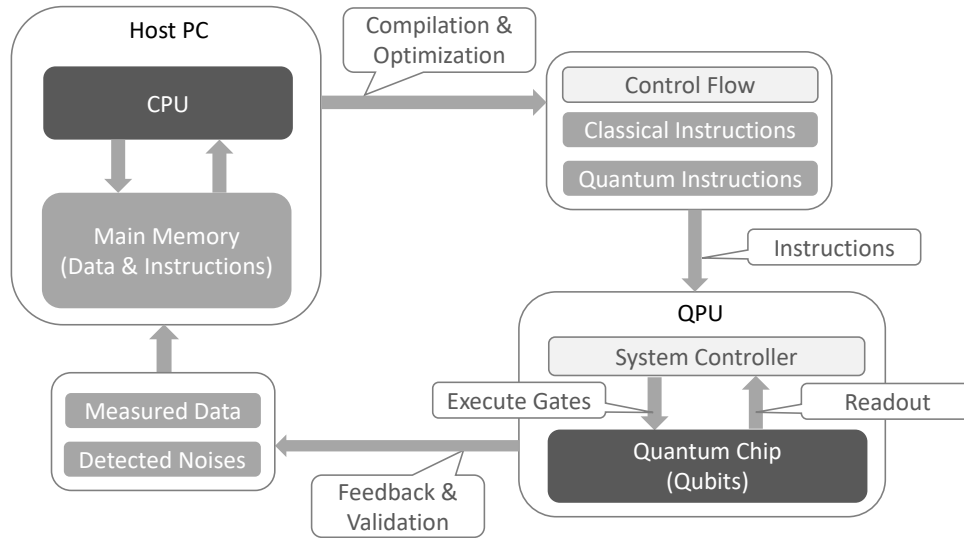 Host PC
CPU
Main Memory
(Data & Instructions)
Compilation &
Optimization
Control Flow
Classical Instructions
Quantum Instructions
Instructions
QPU
System Controller
Execute Gates
Readout
Quantum Chip
(Qubits)
Measured Data
Detected Noises
Feedback &
Validation